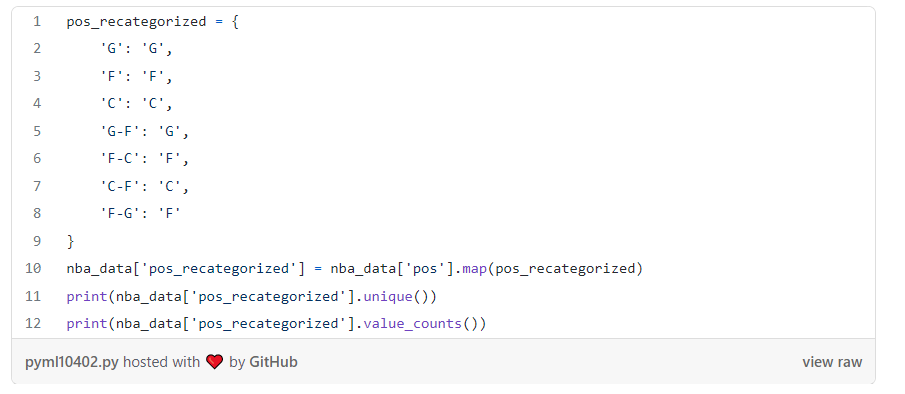 1 pos_recategorized = {
2     'G': 'G',
3     'F': 'F',
4     'C': 'C',
5     'G-F': 'G',
6     'F-C': 'F',
7     'C-F': 'C',
8     'F-G': 'F'
9 }
10 nba_data['pos_recategorized'] = nba_data['pos'].map(pos_recategorized)
11 print(nba_data['pos_recategorized'].unique())
12 print(nba_data['pos_recategorized'].value_counts())
pyml10402.py hosted with ❤ by GitHub view raw